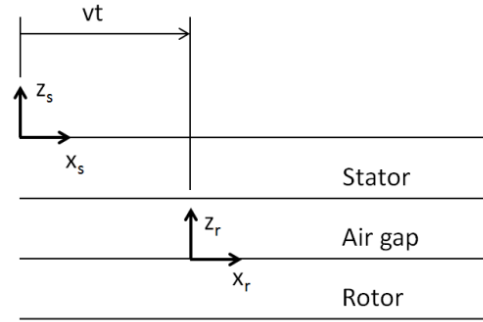 vt
z_s
x_s
Stator
z_r
Air gap
x_r
Rotor